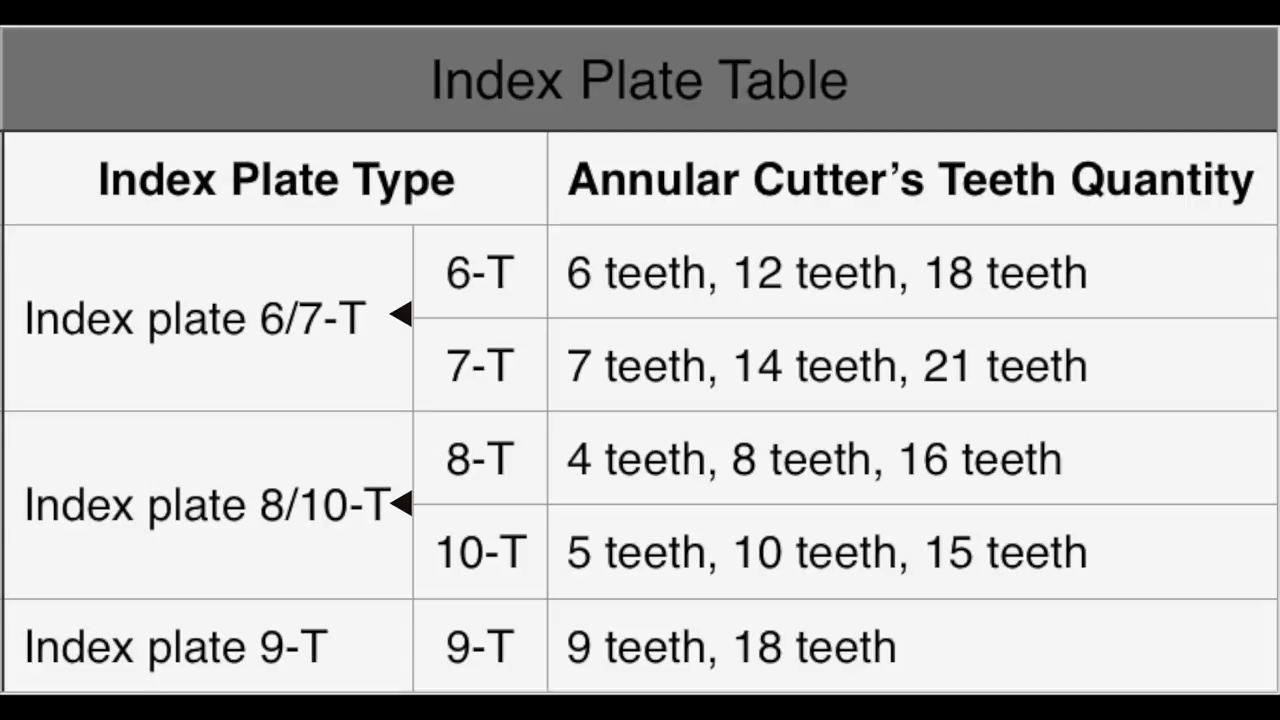 Index Plate Table
Index Plate Type Annular Cutter’s Teeth Quantity
Index plate 6/7-T
6-T 6 teeth, 12 teeth, 18 teeth
7-T 7 teeth, 14 teeth, 21 teeth
Index plate 8/10-T
8-T 4 teeth, 8 teeth, 16 teeth
10-T 5 teeth, 10 teeth, 15 teeth
Index plate 9-T 9-T 9 teeth, 18 teeth